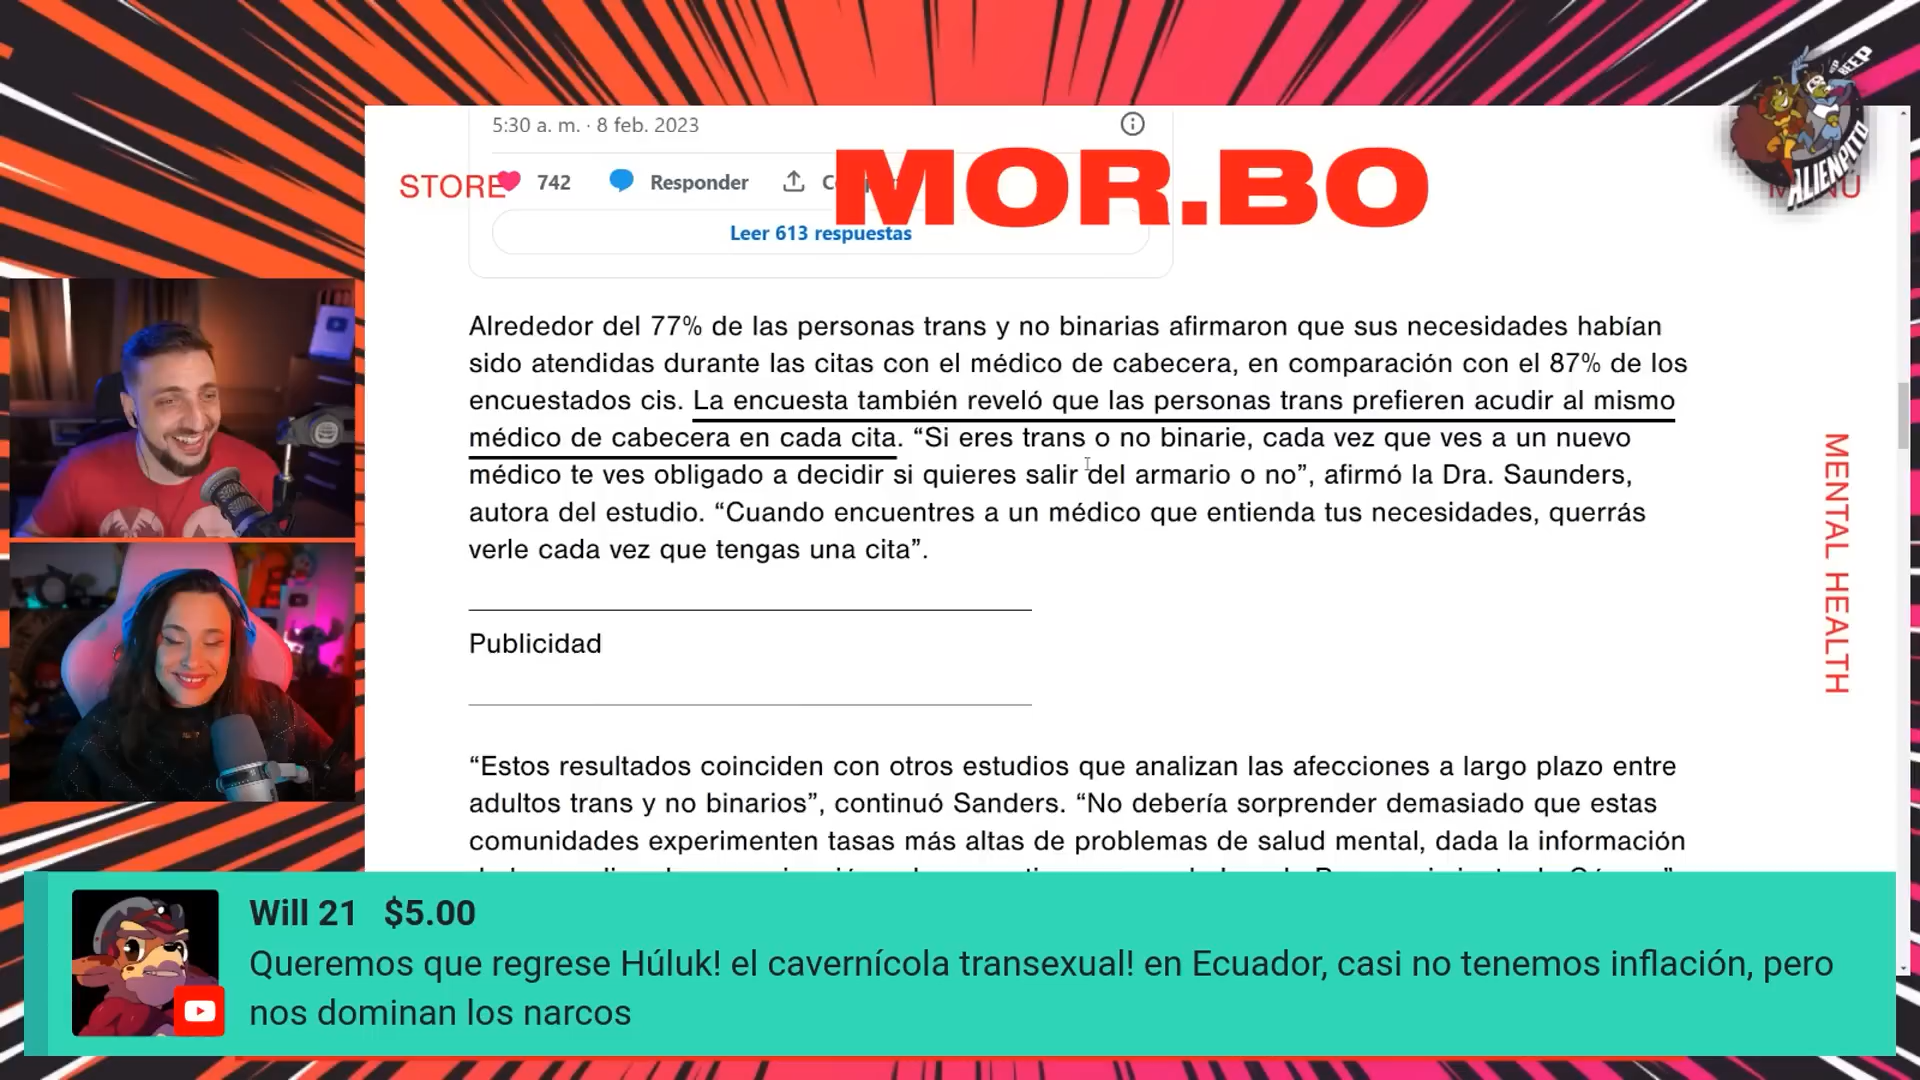 5:30 a. m. · 8 feb. 2023
STORE
742
Responder
MOR.BO
Leer 613 respuestas
BEEP
ALIENPITO
Alrededor del 77% de las personas trans y no binarias afirmaron que sus necesidades habían
sido atendidas durante las citas con el médico de cabecera, en comparación con el 87% de los
encuestados cis. La encuesta también reveló que las personas trans prefieren acudir al mismo
médico de cabecera en cada cita. “Si eres trans o no binarie, cada vez que ves a un nuevo
médico te ves obligado a decidir si quieres salir del armario o no”, afirmó la Dra. Saunders,
autora del estudio. “Cuando encuentres a un médico que entienda tus necesidades, querrás
verle cada vez que tengas una cita”.
MENTAL HEALTH
Publicidad
“Estos resultados coinciden con otros estudios que analizan las afecciones a largo plazo entre
adultos trans y no binarios”, continuó Sanders. “No debería sorprender demasiado que estas
comunidades experimenten tasas más altas de problemas de salud mental, dada la información
Will 21 $5.00
Queremos que regrese Húluk! el cavernícola transexual! en Ecuador, casi no tenemos inflación, pero
nos dominan los narcos